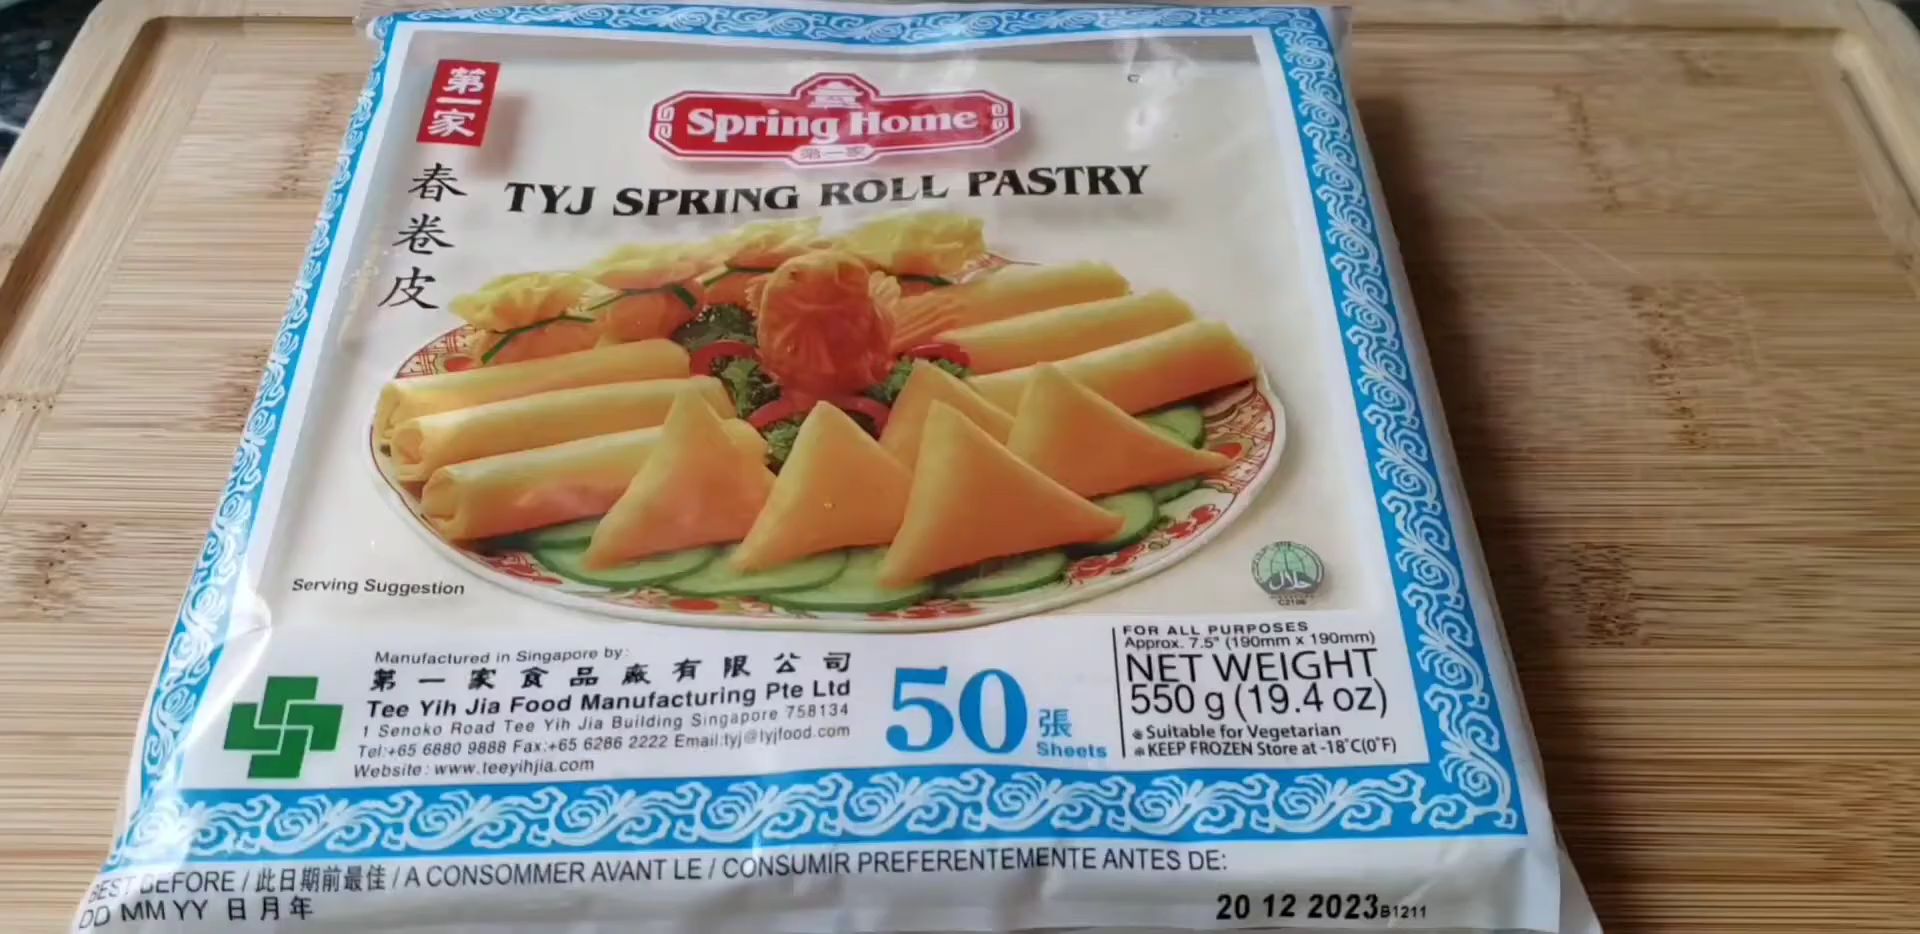 第一家
Spring Home
第一家
春卷皮
TYJ SPRING ROLL PASTRY
Serving Suggestion
حلال
Manufactured in Singapore by:
第一家食品廠有限公司
Tee Yih Jia Food Manufacturing Pte Ltd
1 Senoko Road Tee Yih Jia Building Singapore 758134
Tel:+65 6880 9888 Fax:+65 6286 2222 Email:tyj@tyjfood.com
Website: www.teeyihjia.com
50 張
Sheets
FOR ALL PURPOSES
Approx. 7.5" (190mm x 190mm)
NET WEIGHT
550 g (19.4 oz)
Suitable for Vegetarian
KEEP FROZEN Store at -18°C(0°F)
BEST BEFORE / 此日期前最佳 / A CONSOMMER AVANT LE / CONSUMIR PREFERENTEMENTE ANTES DE:
DD MM YY 日月年
20 12 2023 B1211